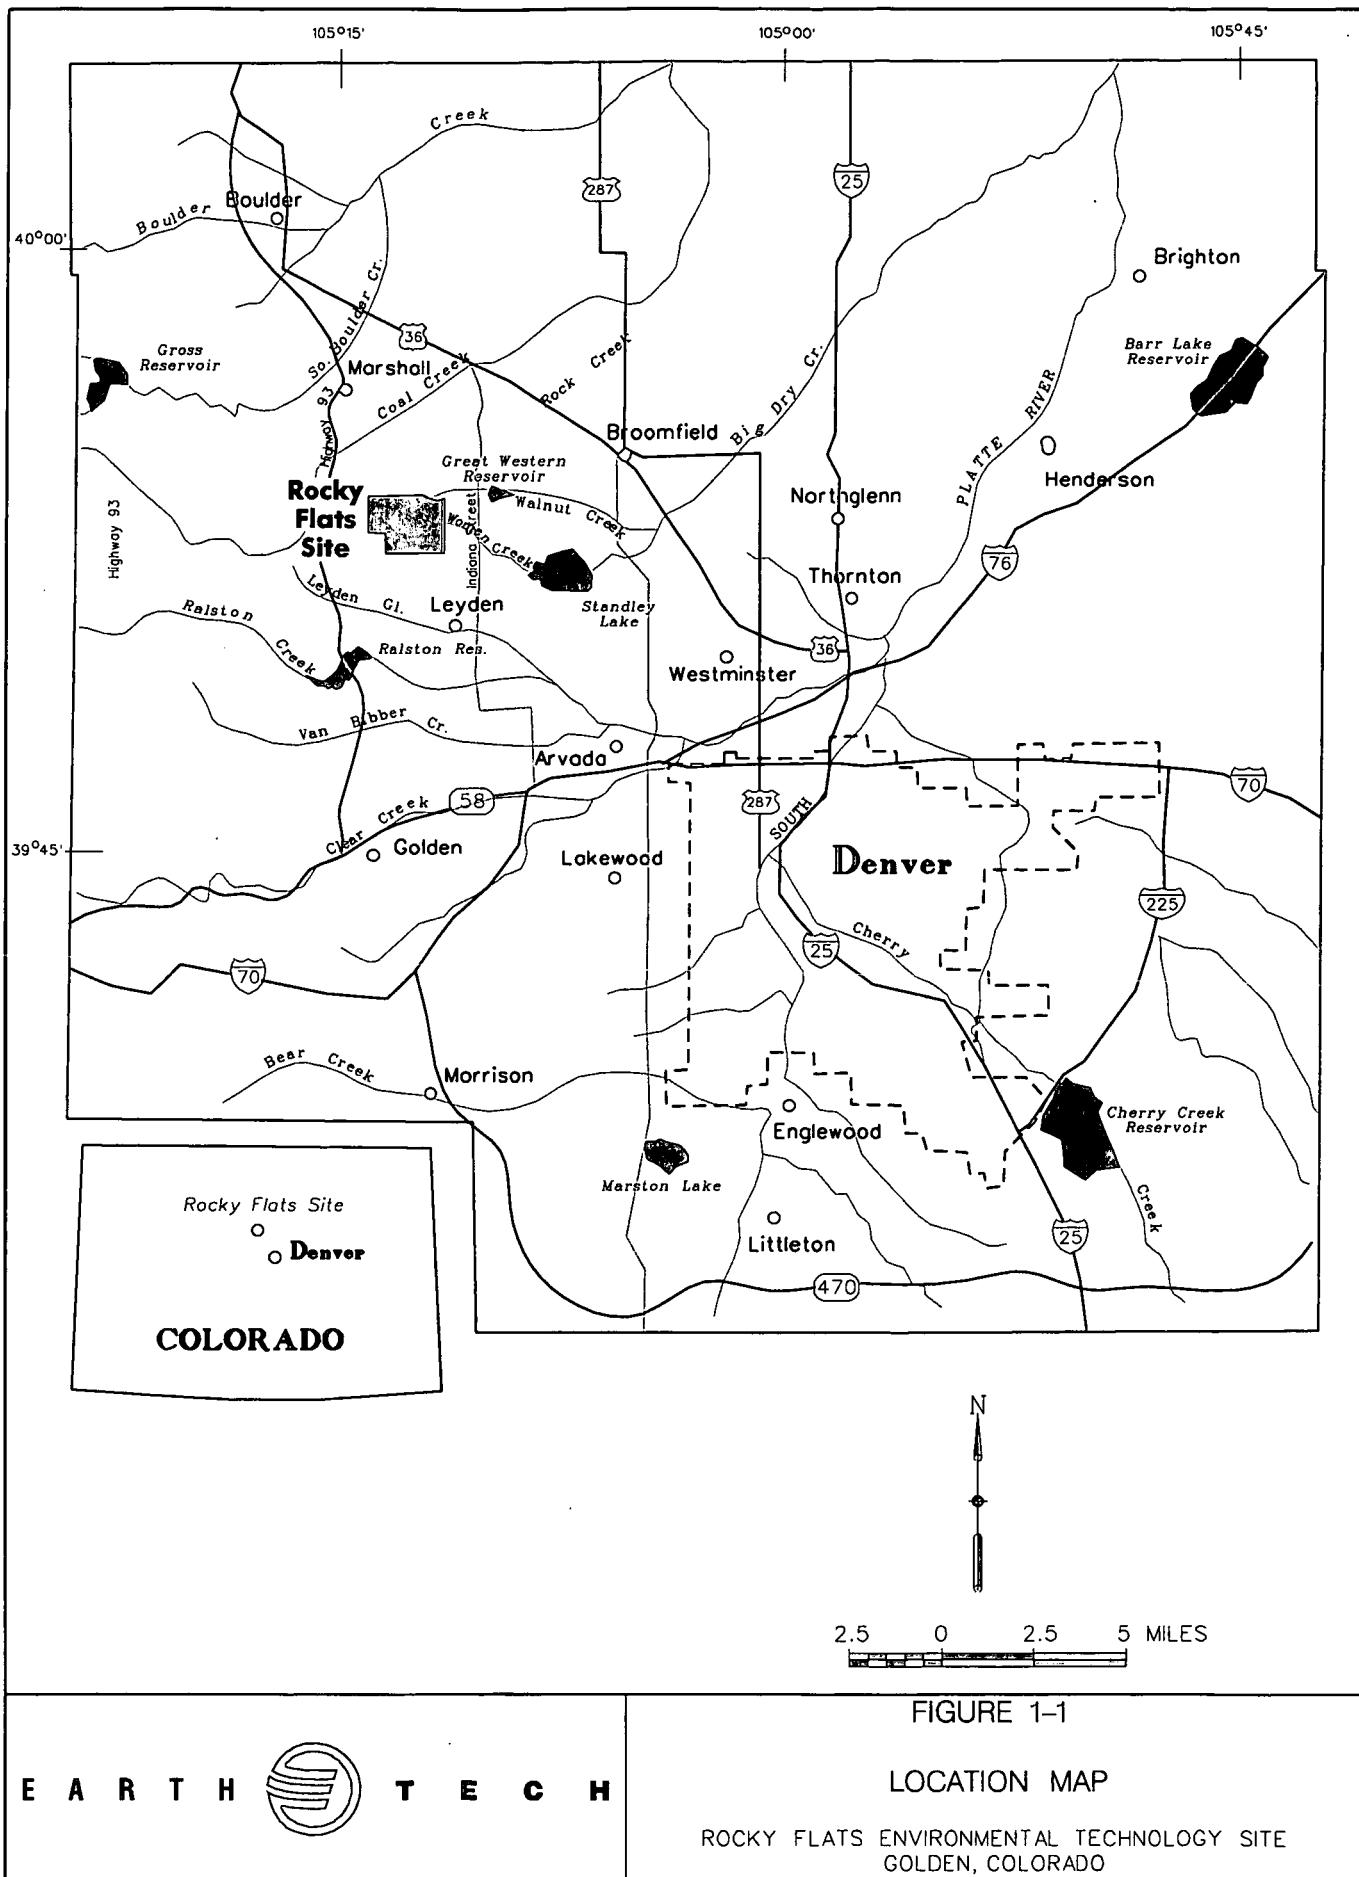 105°15'
105°00'
105°45'
Creek
287
25
Boulder
Boulder
40°00'
Brighton
So. Boulder Cr.
36
Gross
Reservoir
Marshall
Barr Lake
Reservoir
Coal Creek
Rock Creek
Big Dry Cr.
PLATTE RIVER
Highway 93
Broomfield
Great Western
Reservoir
Henderson
Rocky
Flats
Site
Walnut Creek
Northglenn
Highway 93
Women Creek
Indiana Street
76
Thornton
Leyden Gl.
Leyden
Standley
Lake
Ralston
Creek
Ralston Res.
36
Westminster
Van Bibber Cr.
Arvada
70
58
287
SOUTH
Clear Creek
39°45'
Golden
Lakewood
Denver
225
Cherry
25
70
Bear Creek
Morrison
Englewood
Cherry Creek
Reservoir
Marston Lake
Creek
Littleton
25
470
Rocky Flats Site
Denver
COLORADO
N
2.5 0 2.5 5 MILES
FIGURE 1–1
EARTH TECH
LOCATION MAP
ROCKY FLATS ENVIRONMENTAL TECHNOLOGY SITE
GOLDEN, COLORADO